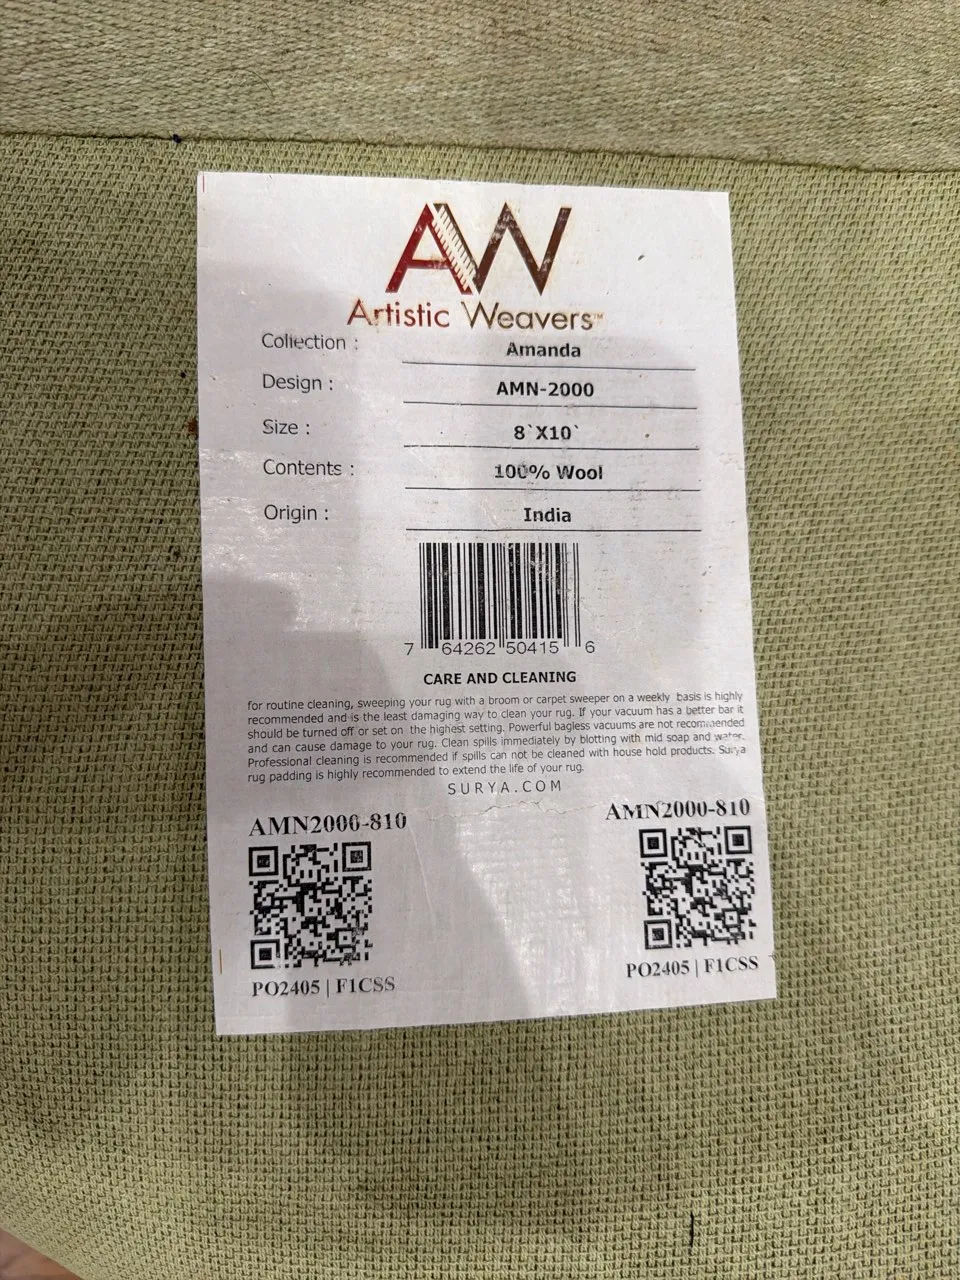 AW
Artistic Weavers™
Collection : Amanda
Design : AMN-2000
Size : 8`X10`
Contents : 100% Wool
Origin : India
7 64262 50415 6
CARE AND CLEANING
for routine cleaning, sweeping your rug with a broom or carpet sweeper on a weekly basis is highly
recommended and is the least damaging way to clean your rug. If your vacuum has a better bar it
should be turned off or set on the highest setting. Powerful bagless vacuums are not recommended
and can cause damage to your rug. Clean spills immediately by blotting with mid soap and water.
Professional cleaning is recommended if spills can not be cleaned with house hold products. Surya
rug padding is highly recommended to extend the life of your rug.
SURYA.COM
AMN2000-810 AMN2000-810
PO2405 | F1CSS PO2405 | F1CSS